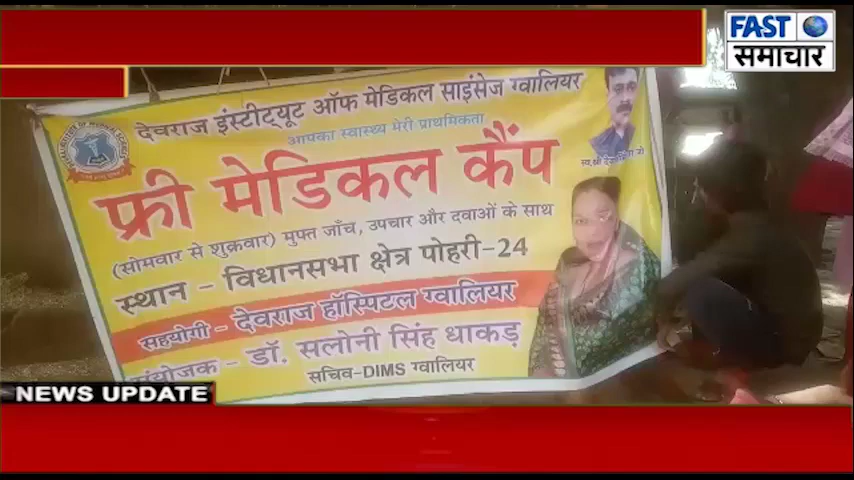 FAST
समाचार
देवराज इंस्टीट्यूट ऑफ मेडिकल साइंसेज ग्वालियर
आपका स्वास्थ्य मेरी प्राथमिकता
फ्री मेडिकल कैंप
(सोमवार से शुक्रवार) मुफ्त जाँच, उपचार और दवाओं के साथ
स्थान - विधानसभा क्षेत्र पोहरी-24
सहयोगी - देवराज हॉस्पिटल ग्वालियर
संयोजक - डॉ. सलोनी सिंह धाकड़
सचिव-DIMS ग्वालियर
NEWS UPDATE